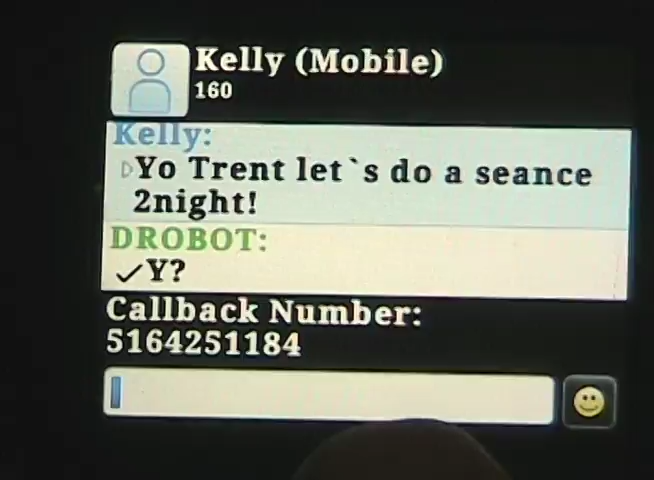 Kelly (Mobile)
160
Kelly:
Yo Trent let`s do a seance
2night!
DROBOT:
Y?
Callback Number:
5164251184